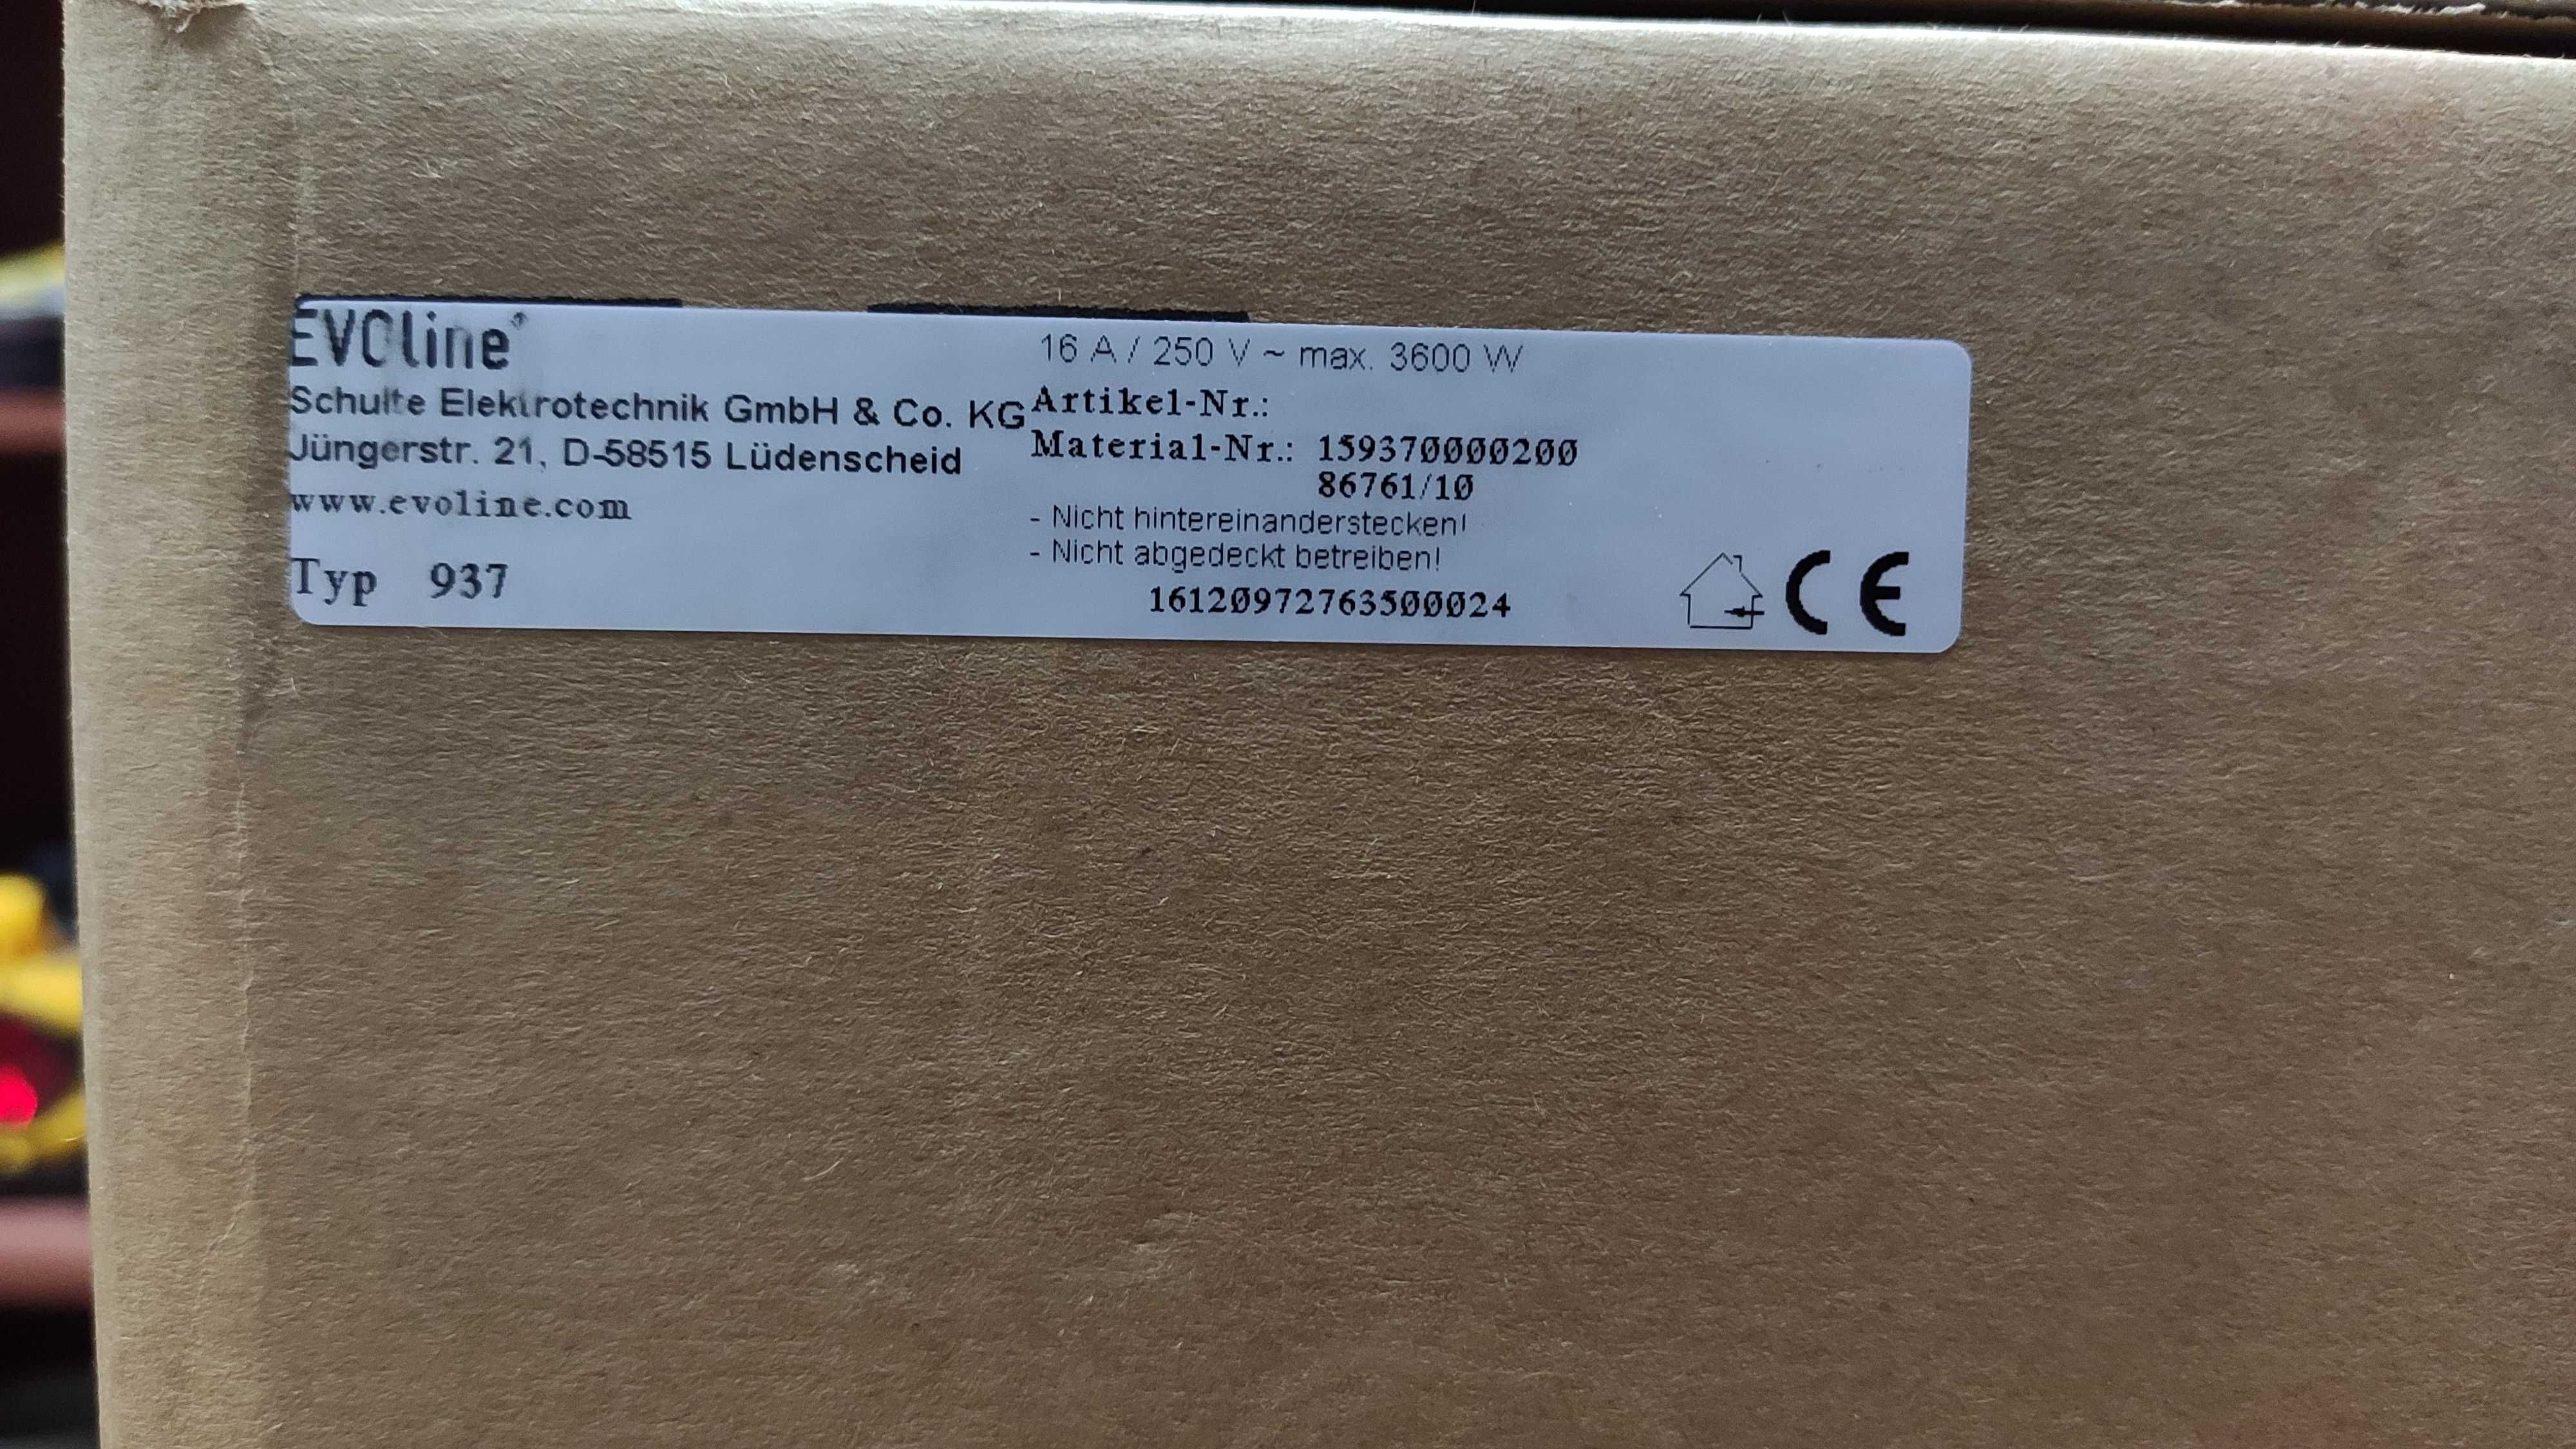 EVOline
Schulte Elektrotechnik GmbH & Co. KG
Jüngerstr. 21, D-58515 Lüdenscheid
www.evoline.com
Typ 937
16 A / 250 V ~ max. 3600 W
Artikel-Nr.:
Material-Nr.: 159370000200
86761/10
- Nicht hintereinanderstecken!
- Nicht abgedeckt betreiben!
16120972763500024
CE